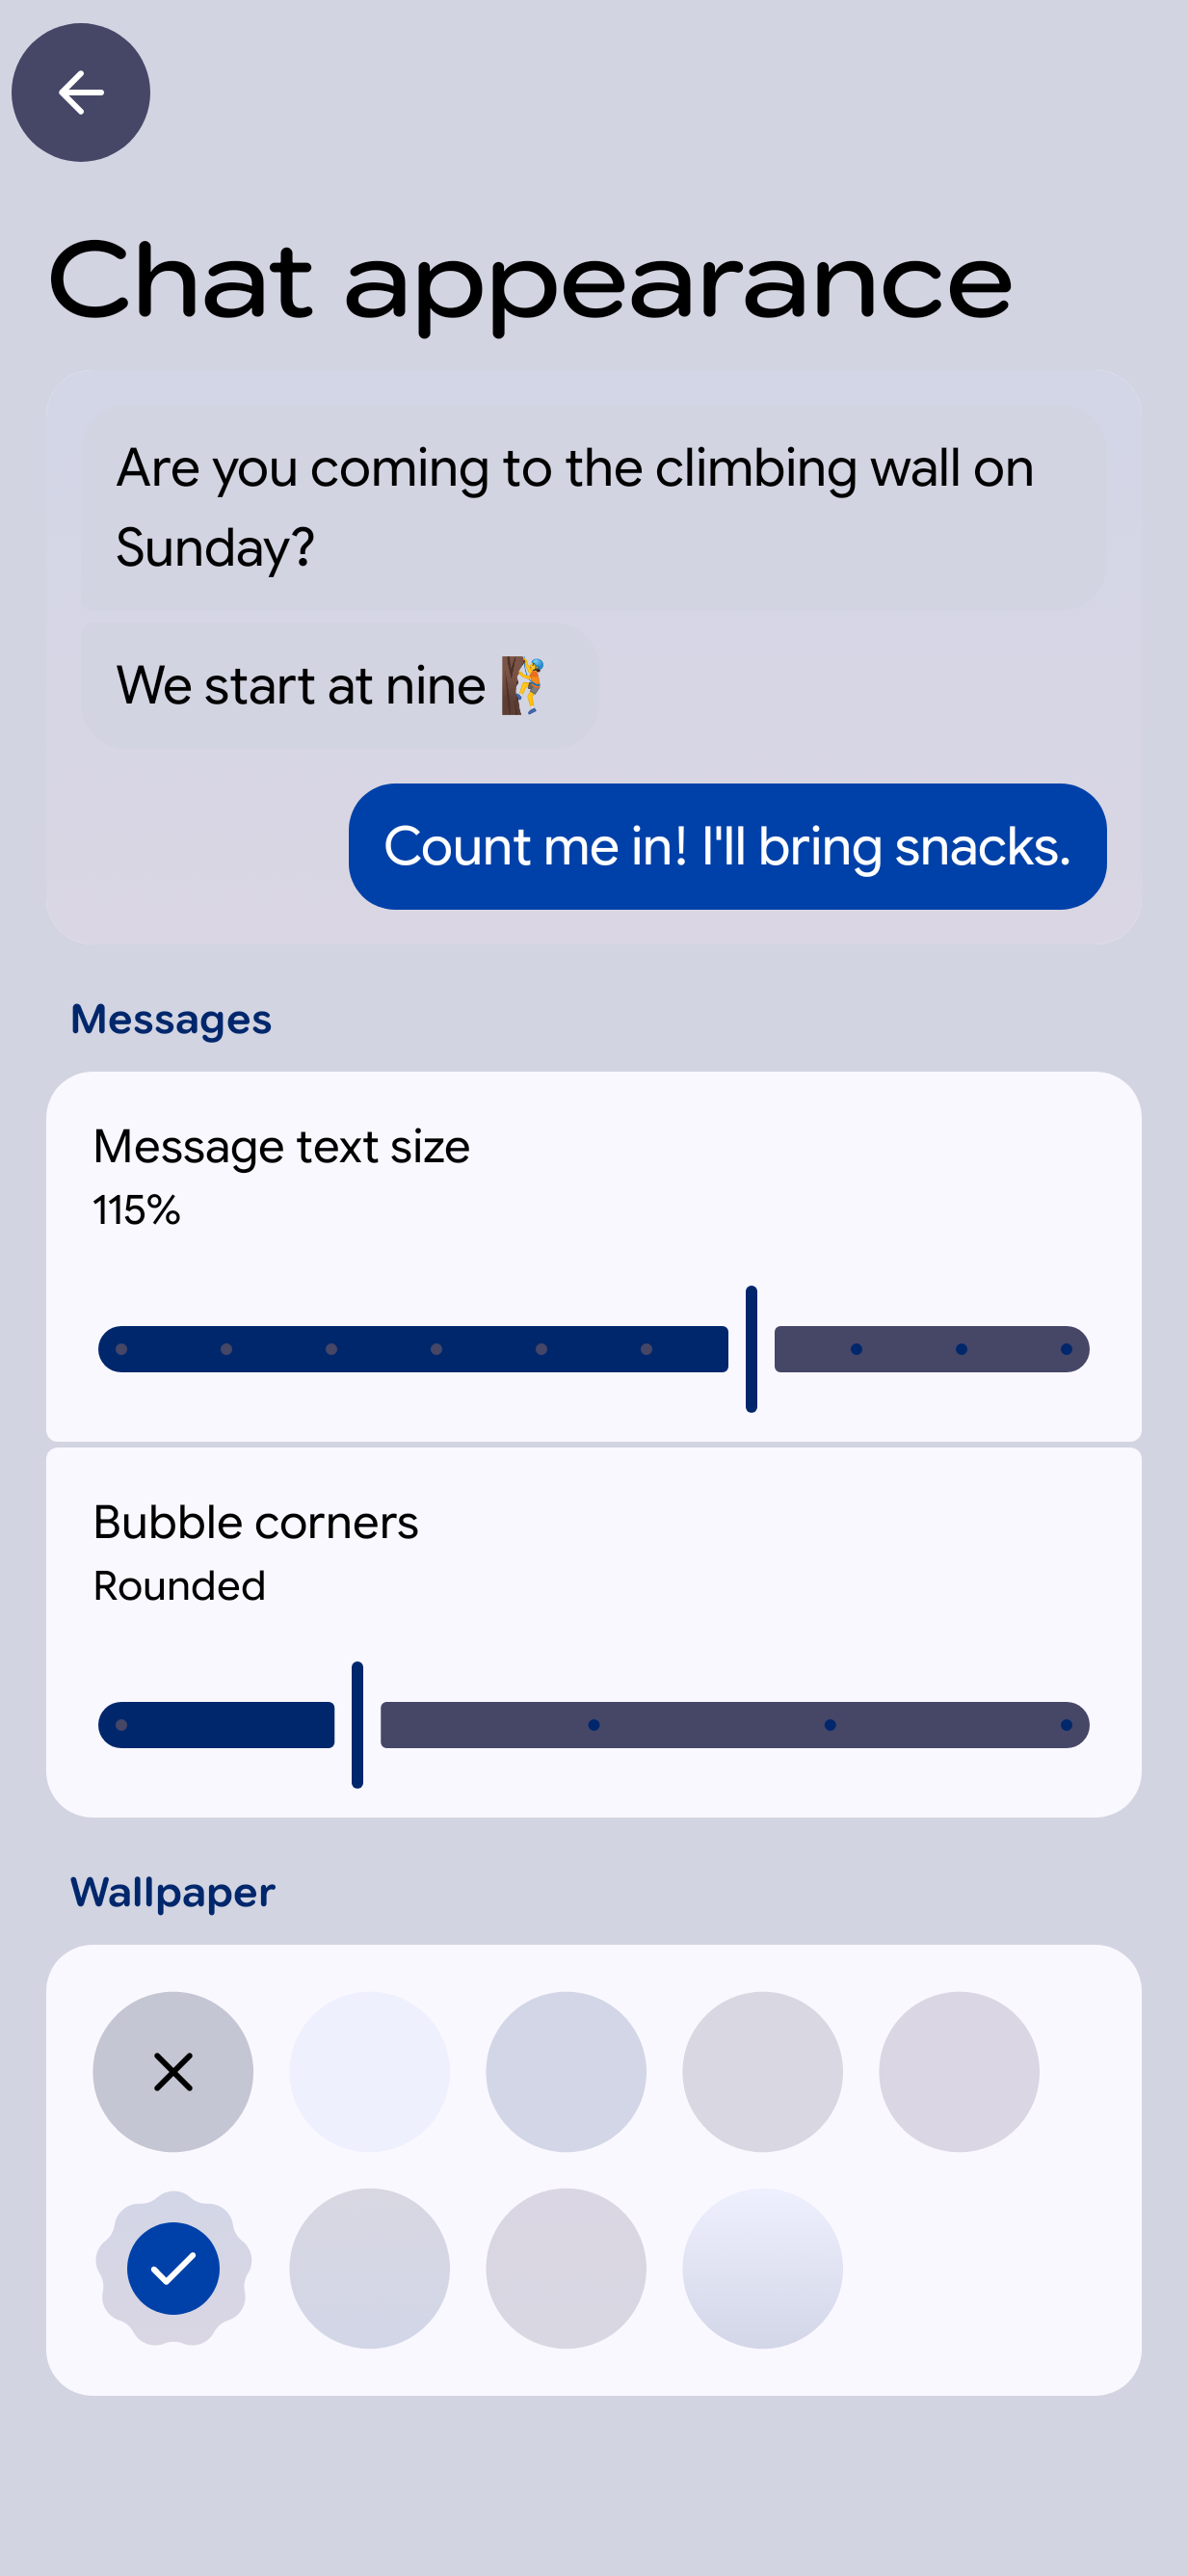 Chat appearance
Are you coming to the climbing wall on
Sunday?
We start at nine 🧗
Count me in! I'll bring snacks.
Messages
Message text size
115%
Bubble corners
Rounded
Wallpaper